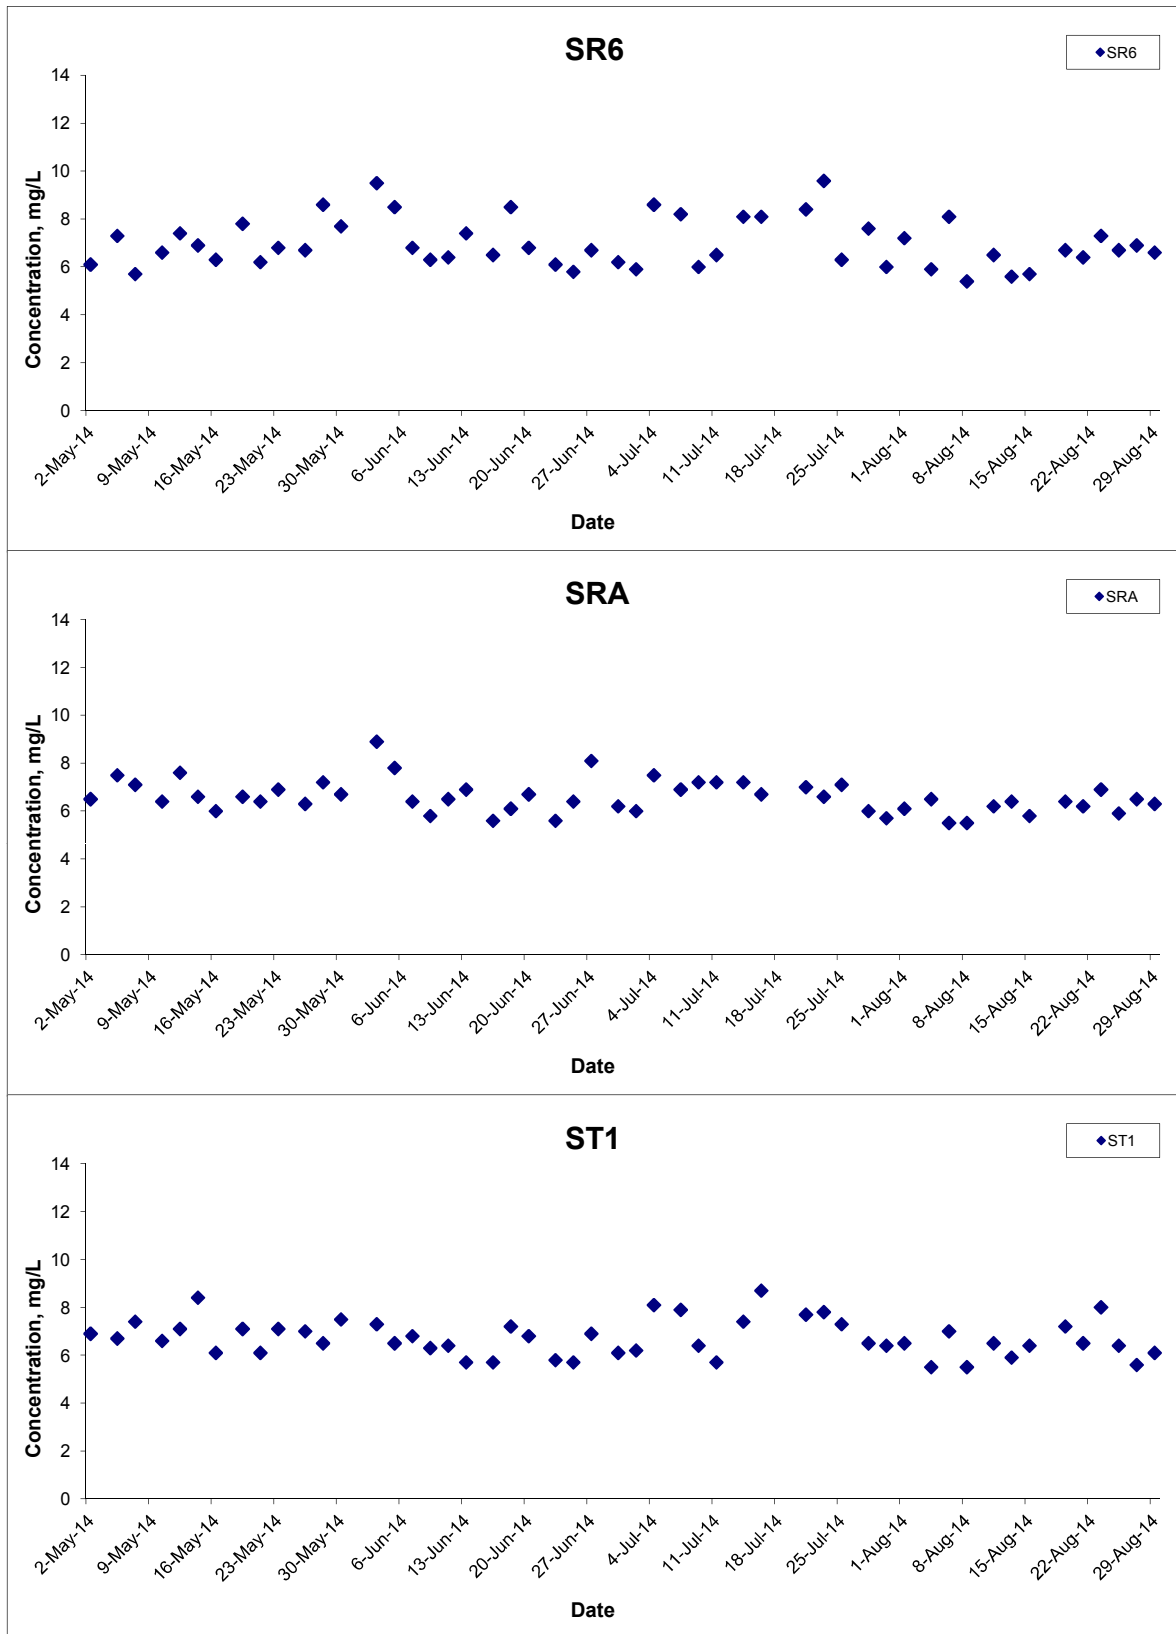 SR6
SR6
Concentration, mg/L
14
12
10
8
6
4
2
0
2-May-14
9-May-14
16-May-14
23-May-14
30-May-14
6-Jun-14
13-Jun-14
20-Jun-14
27-Jun-14
4-Jul-14
11-Jul-14
18-Jul-14
25-Jul-14
1-Aug-14
8-Aug-14
15-Aug-14
22-Aug-14
29-Aug-14
Date
SRA
SRA
Concentration, mg/L
14
12
10
8
6
4
2
0
2-May-14
9-May-14
16-May-14
23-May-14
30-May-14
6-Jun-14
13-Jun-14
20-Jun-14
27-Jun-14
4-Jul-14
11-Jul-14
18-Jul-14
25-Jul-14
1-Aug-14
8-Aug-14
15-Aug-14
22-Aug-14
29-Aug-14
Date
ST1
ST1
Concentration, mg/L
14
12
10
8
6
4
2
0
2-May-14
9-May-14
16-May-14
23-May-14
30-May-14
6-Jun-14
13-Jun-14
20-Jun-14
27-Jun-14
4-Jul-14
11-Jul-14
18-Jul-14
25-Jul-14
1-Aug-14
8-Aug-14
15-Aug-14
22-Aug-14
29-Aug-14
Date